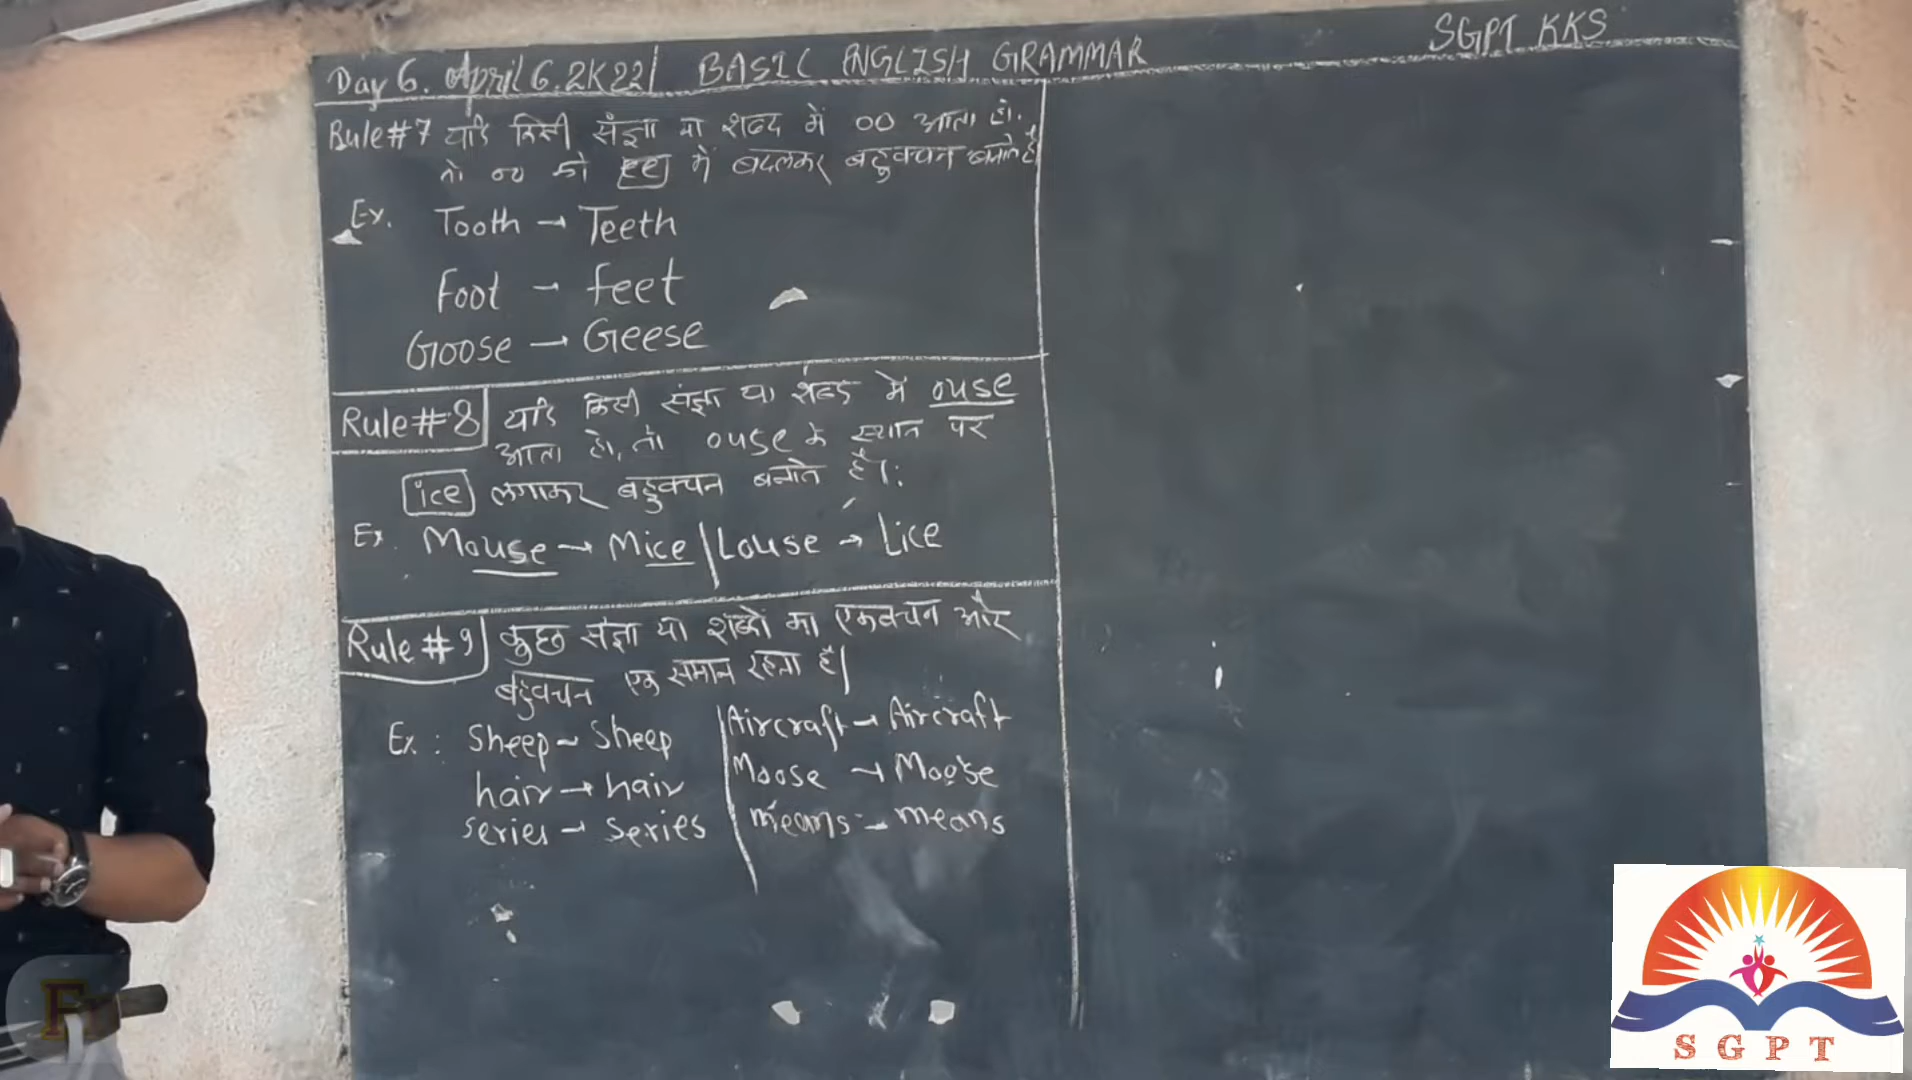 Day 6. April 6. 2K22| BASIC ENGLISH GRAMMAR
SGPT KKS
Rule#7 यदि किसी संज्ञा या शब्द में oo आता हो.
तो oo को ee में बदलकर बहुवचन बनाते है
Ex. Tooth → Teeth
Foot → feet
Goose → Geese
Rule#8 यदि किसी संज्ञा या शब्द में ouse
आता हो, तो ouse के स्थान पर
ice लगाकर बहुवचन बनाते है।:
Ex. Mouse → Mice | Louse → Lice
Rule #9 कुछ संज्ञा या शब्दों का एकवचन और
बहुवचन एक समान रहता है|
Ex: Sheep → Sheep | Aircraft → Aircraft
hair → hair | Moose → Moose
series → series | means → means
SGPT